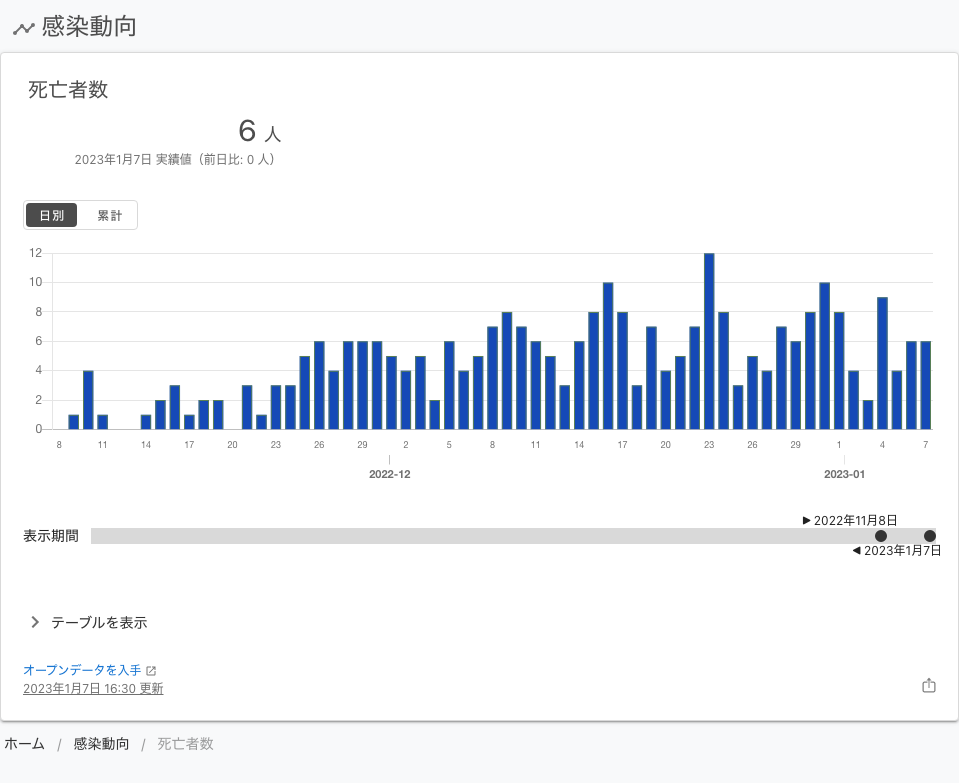 感染動向
死亡者数
6 人
2023年1月7日 実績値（前日比: 0 人）
日別 累計
12
10
8
6
4
2
0
8 11 14 17 20 23 26 29 2 5 8 11 14 17 20 23 26 29 1 4 7
2022-12 2023-01
▶ 2022年11月8日
表示期間
◀ 2023年1月7日
テーブルを表示
オープンデータを入手
2023年1月7日 16:30 更新
ホーム / 感染動向 / 死亡者数